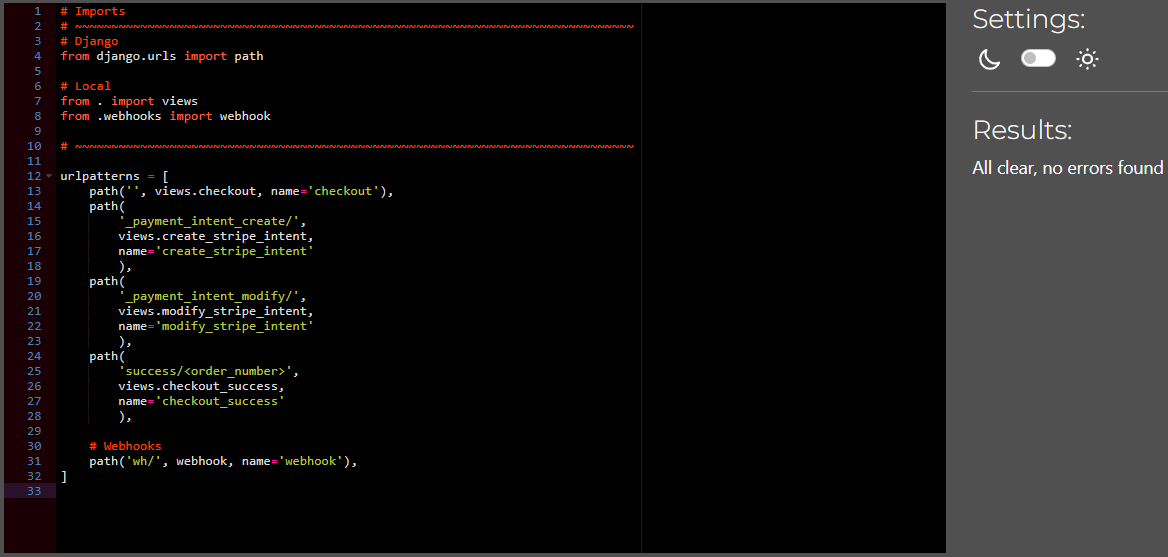 1 # Imports
2 # ~~~~~~~~~~~~~~~~~~~~~~~~~~~~~~~~~~~~~~~~~~~~~~~~~~~~~~~~~~~~~~~~~~~~~~~~~~~~~
3 # Django
4 from django.urls import path
5
6 # Local
7 from . import views
8 from .webhooks import webhook
9
10 # ~~~~~~~~~~~~~~~~~~~~~~~~~~~~~~~~~~~~~~~~~~~~~~~~~~~~~~~~~~~~~~~~~~~~~~~~~~~~~
11
12 urlpatterns = [
13     path('', views.checkout, name='checkout'),
14     path(
15         '_payment_intent_create/',
16         views.create_stripe_intent,
17         name='create_stripe_intent'
18         ),
19     path(
20         '_payment_intent_modify/',
21         views.modify_stripe_intent,
22         name='modify_stripe_intent'
23         ),
24     path(
25         'success/<order_number>',
26         views.checkout_success,
27         name='checkout_success'
28         ),
29
30     # Webhooks
31     path('wh/', webhook, name='webhook'),
32 ]
33
Settings:
Results:
All clear, no errors found